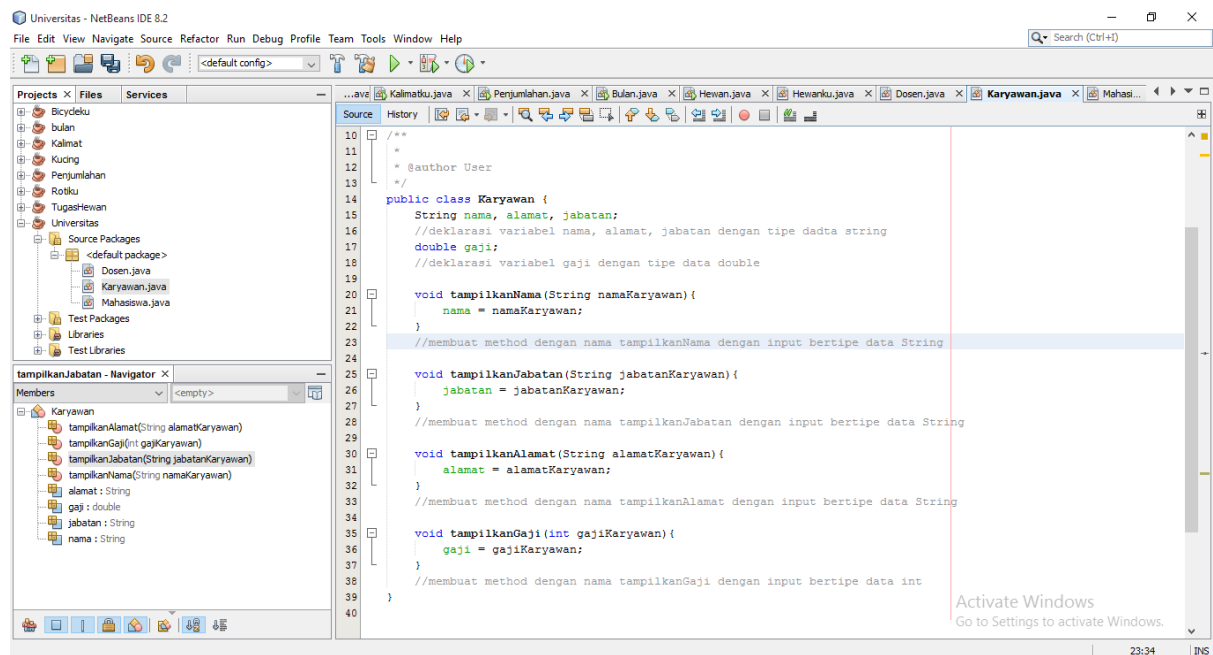 Universitas - NetBeans IDE 8.2
File Edit View Navigate Source Refactor Run Debug Profile Team Tools Window Help
Search (Ctrl+I)
<default config>
Projects Files Services
Bicycleku
bulan
Kalimat
Kucing
Penjumlahan
Rotiku
TugasHewan
Universitas
Source Packages
<default package>
Dosen.java
Karyawan.java
Mahasiswa.java
Test Packages
Libraries
Test Libraries
tampilkanJabatan - Navigator
Members <empty>
Karyawan
tampilkanAlamat(String alamatKaryawan)
tampilkanGaji(int gajiKaryawan)
tampilkanJabatan(String jabatanKaryawan)
tampilkanNama(String namaKaryawan)
alamat : String
gaji : double
jabatan : String
nama : String
...ava Kalimatku.java Penjumlahan.java Bulan.java Hewan.java Hewanku.java Dosen.java Karyawan.java Mahasi...
Source History
10 /**
11 *
12 * @author User
13 */
14 public class Karyawan {
15 String nama, alamat, jabatan;
16 //deklarasi variabel nama, alamat, jabatan dengan tipe dadta string
17 double gaji;
18 //deklarasi variabel gaji dengan tipe data double
19
20 void tampilkanNama(String namaKaryawan){
21 nama = namaKaryawan;
22 }
23 //membuat method dengan nama tampilkanNama dengan input bertipe data String
24
25 void tampilkanJabatan(String jabatanKaryawan){
26 jabatan = jabatanKaryawan;
27 }
28 //membuat method dengan nama tampilkanJabatan dengan input bertipe data String
29
30 void tampilkanAlamat(String alamatKaryawan){
31 alamat = alamatKaryawan;
32 }
33 //membuat method dengan nama tampilkanAlamat dengan input bertipe data String
34
35 void tampilkanGaji(int gajiKaryawan){
36 gaji = gajiKaryawan;
37 }
38 //membuat method dengan nama tampilkanGaji dengan input bertipe data int
39 }
40
Activate Windows
Go to Settings to activate Windows.
23:34 INS